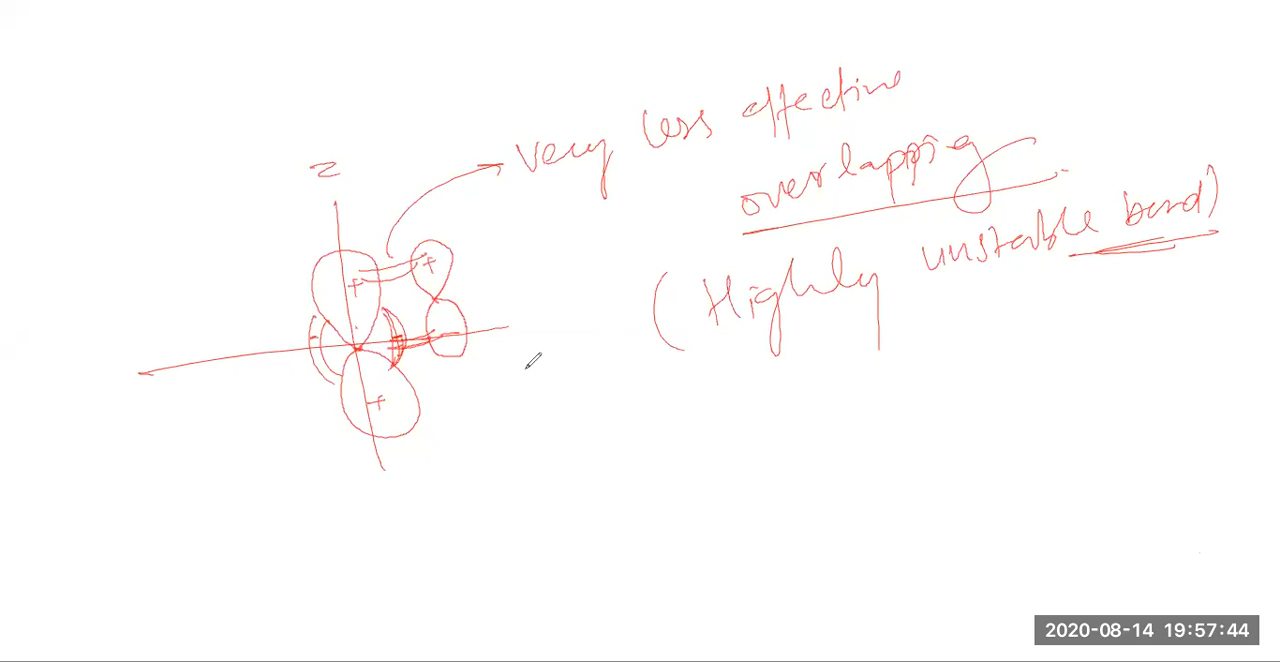 Very less effective
overlapping
(Highly unstable bond)
z
+ +
- -
+
2020-08-14 19:57:44